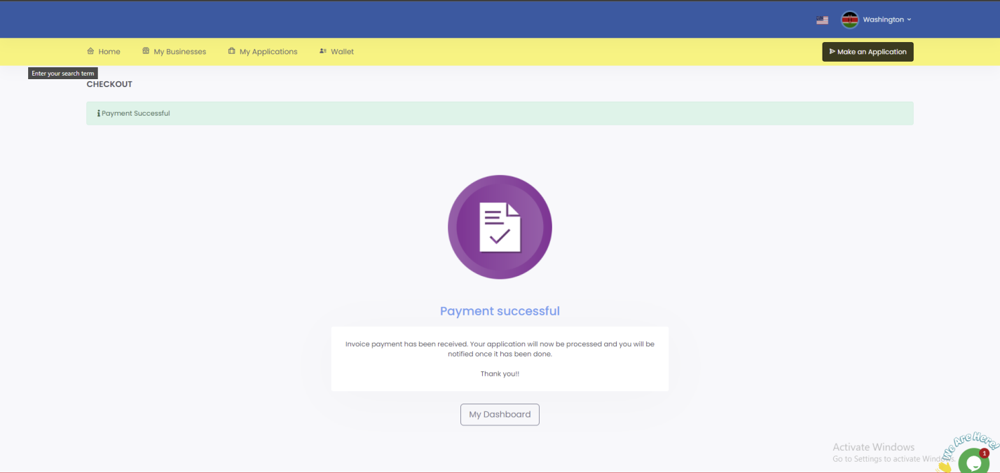 Washington
Home
My Businesses
My Applications
Wallet
Make an Application
Enter your search term
CHECKOUT
Payment Successful
Payment successful
Invoice payment has been received. Your application will now be processed and you will be
notified once it has been done.
Thank you!!
My Dashboard
Activate Windows
Go to Settings to activate Windows.
We Are Here!
1